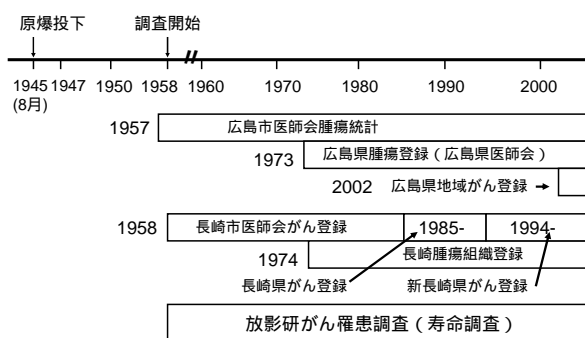 原爆投下 調査開始
1945 1947 1950 1958 1960 1970 1980 1990 2000
(8月)
1957 広島市医師会腫瘍統計
1973 広島県腫瘍登録(広島県医師会)
2002 広島県地域がん登録
1958 長崎市医師会がん登録 1985- 1994-
1974 長崎腫瘍組織登録
長崎県がん登録 新長崎県がん登録
放影研がん罹患調査(寿命調査)